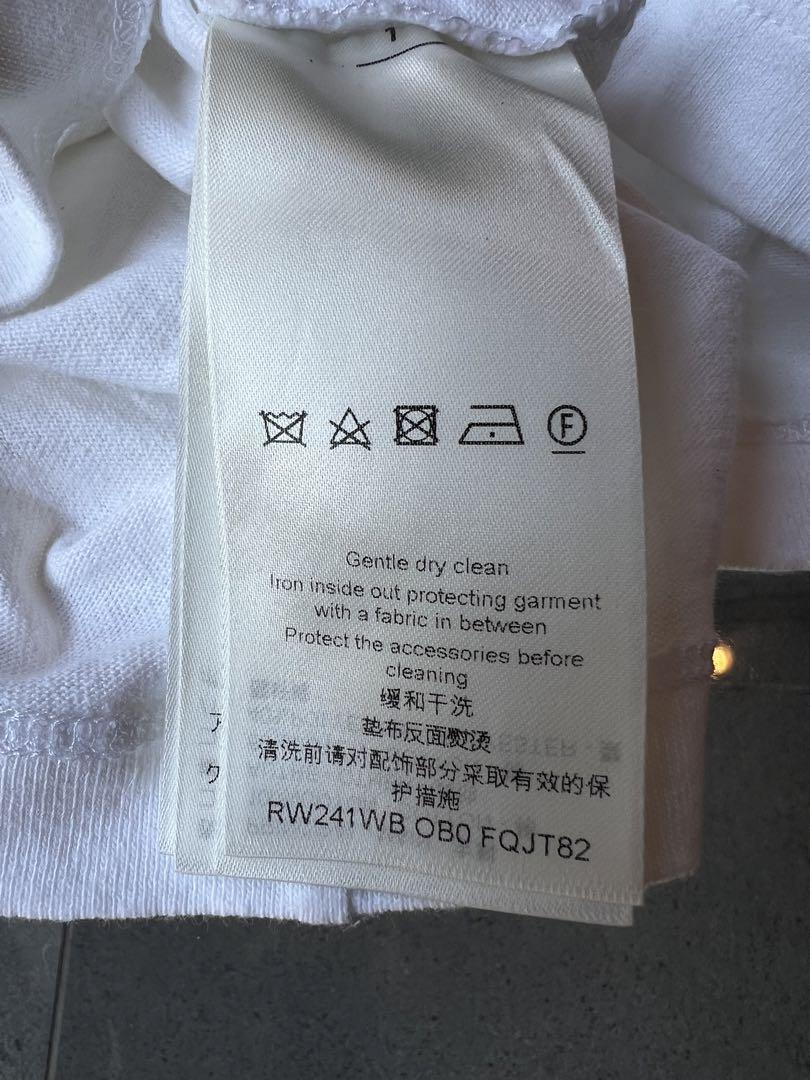 1
F
Gentle dry clean
Iron inside out protecting garment
with a fabric in between
Protect the accessories before
cleaning
缓和干洗
垫布反面熨烫
清洗前请对配饰部分采取有效的保
护措施
RW241WB OB0 FQJT82